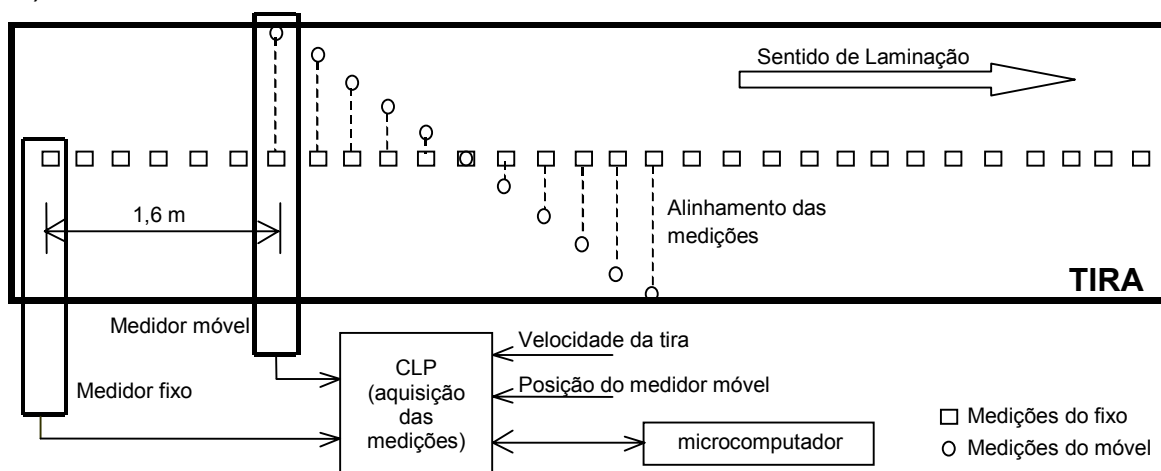 Sentido de Laminação
1,6 m
Alinhamento das
medições
TIRA
Medidor móvel
Medidor fixo
CLP
(aquisição
das
medições)
Velocidade da tira
Posição do medidor móvel
microcomputador
Medições do fixo
Medições do móvel